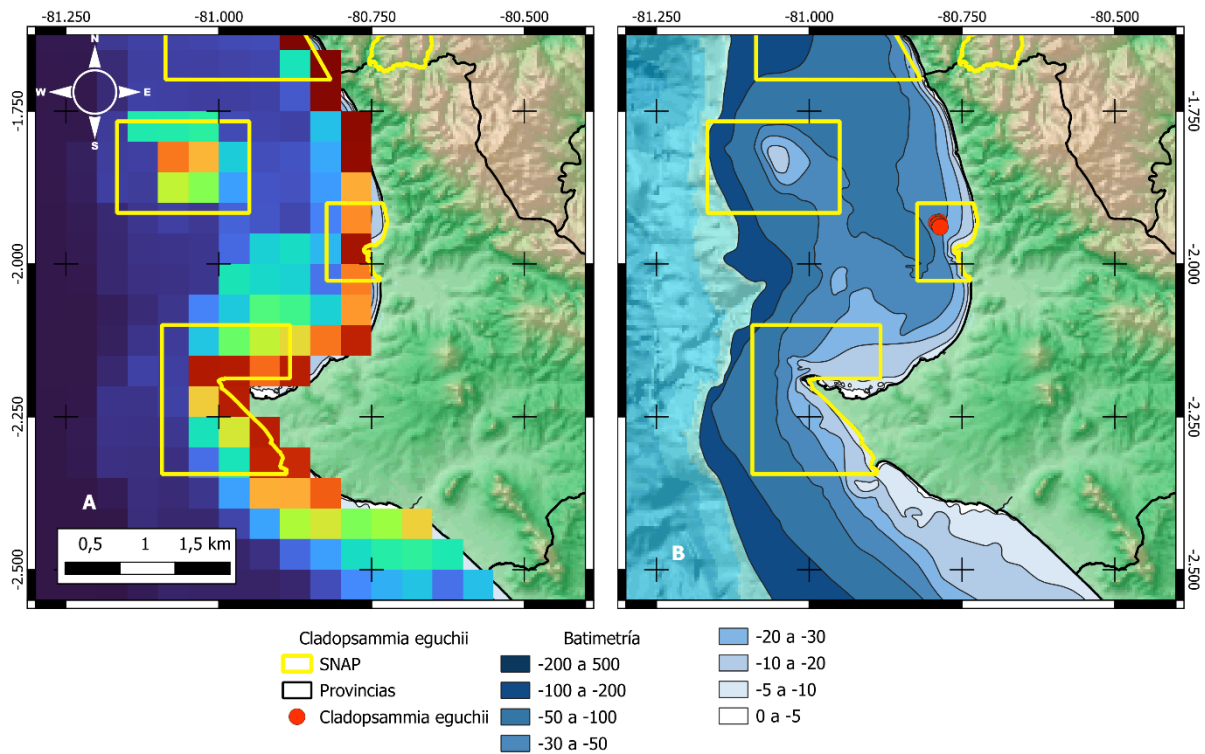 -81.250 -81.000 -80.750 -80.500
-81.250 -81.000 -80.750 -80.500
-1.750
-2.000
-2.250
-2.500
N
W E
S
A
0,5 1 1,5 km
B
-1.750
-2.000
-2.250
-2.500
Cladopsammia eguchii
SNAP
Provincias
Cladopsammia eguchii
Batimetría
-200 a 500
-100 a -200
-50 a -100
-30 a -50
-20 a -30
-10 a -20
-5 a -10
0 a -5